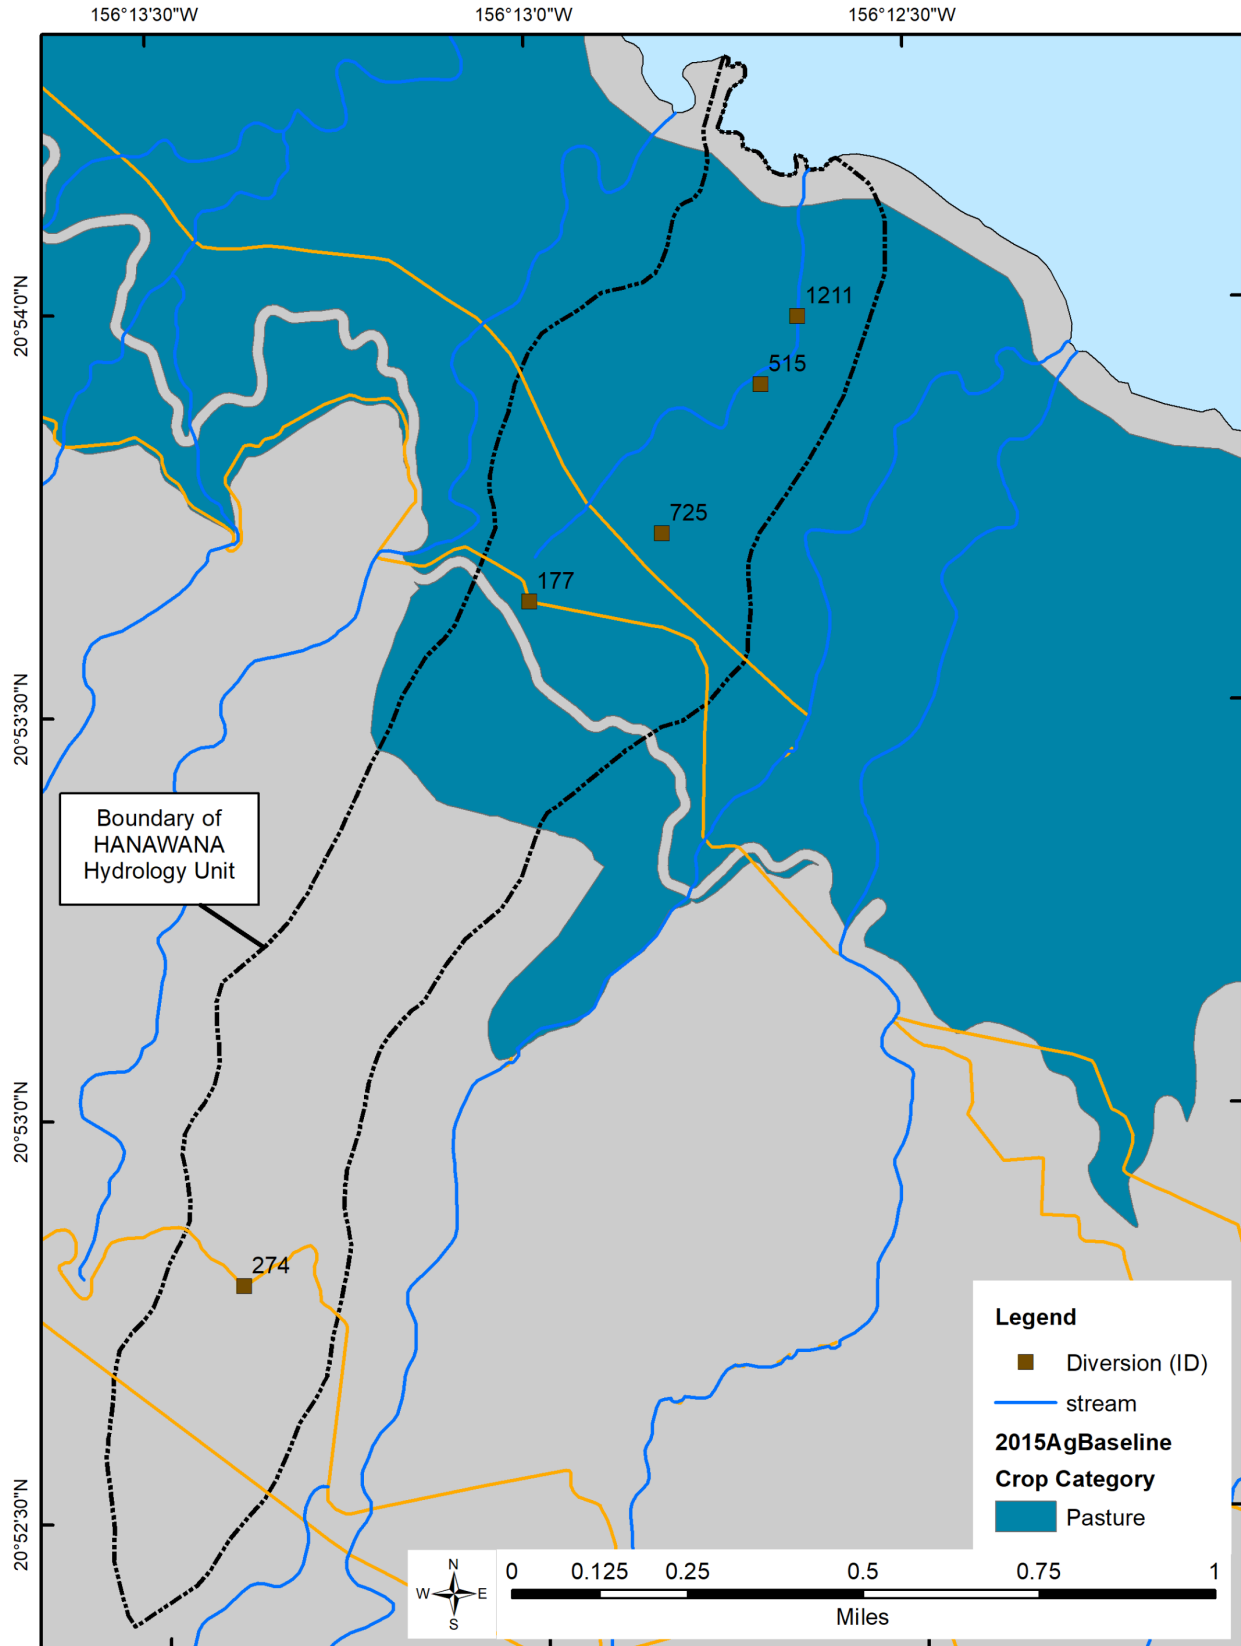 156°13'30"W
156°13'0"W
156°12'30"W
20°54'0"N
1211
515
725
177
20°53'30"N
Boundary of
HANAWANA
Hydrology Unit
20°53'0"N
274
20°52'30"N
Legend
Diversion (ID)
stream
2015AgBaseline
Crop Category
Pasture
N
W E
S
0 0.125 0.25 0.5 0.75 1
Miles